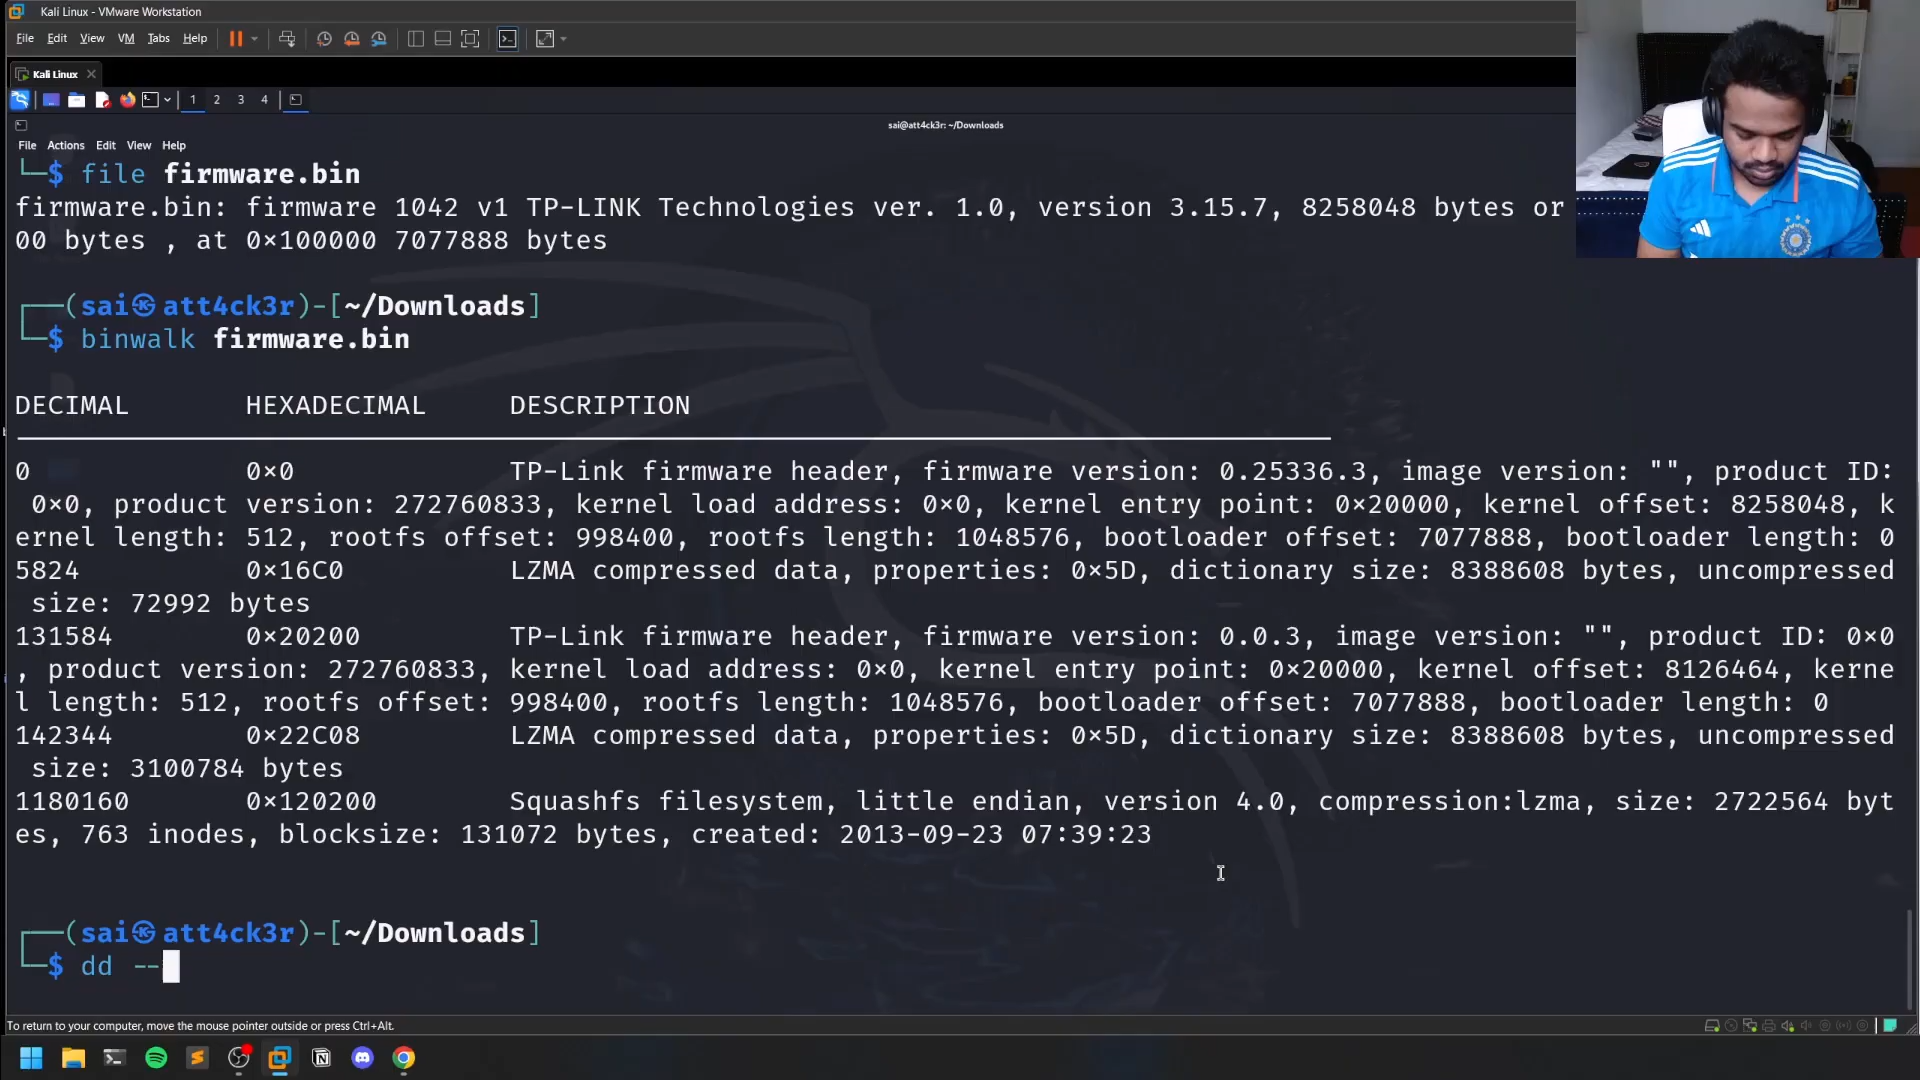 Kali Linux - VMware Workstation
File Edit View VM Tabs Help
Kali Linux
1 2 3 4
sai@att4ck3r: ~/Downloads
File Actions Edit View Help
└─$ file firmware.bin
firmware.bin: firmware 1042 v1 TP-LINK Technologies ver. 1.0, version 3.15.7, 8258048 bytes or
00 bytes , at 0×100000 7077888 bytes
┌──(sai㉿att4ck3r)-[~/Downloads]
└─$ binwalk firmware.bin
DECIMAL HEXADECIMAL DESCRIPTION
0 0×0 TP-Link firmware header, firmware version: 0.25336.3, image version: "", product ID:
0×0, product version: 272760833, kernel load address: 0×0, kernel entry point: 0×20000, kernel offset: 8258048, k
ernel length: 512, rootfs offset: 998400, rootfs length: 1048576, bootloader offset: 7077888, bootloader length: 0
5824 0×16C0 LZMA compressed data, properties: 0×5D, dictionary size: 8388608 bytes, uncompressed
size: 72992 bytes
131584 0×20200 TP-Link firmware header, firmware version: 0.0.3, image version: "", product ID: 0×0
, product version: 272760833, kernel load address: 0×0, kernel entry point: 0×20000, kernel offset: 8126464, kerne
l length: 512, rootfs offset: 998400, rootfs length: 1048576, bootloader offset: 7077888, bootloader length: 0
142344 0×22C08 LZMA compressed data, properties: 0×5D, dictionary size: 8388608 bytes, uncompressed
size: 3100784 bytes
1180160 0×120200 Squashfs filesystem, little endian, version 4.0, compression:lzma, size: 2722564 byt
es, 763 inodes, blocksize: 131072 bytes, created: 2013-09-23 07:39:23
┌──(sai㉿att4ck3r)-[~/Downloads]
└─$ dd --
To return to your computer, move the mouse pointer outside or press Ctrl+Alt.